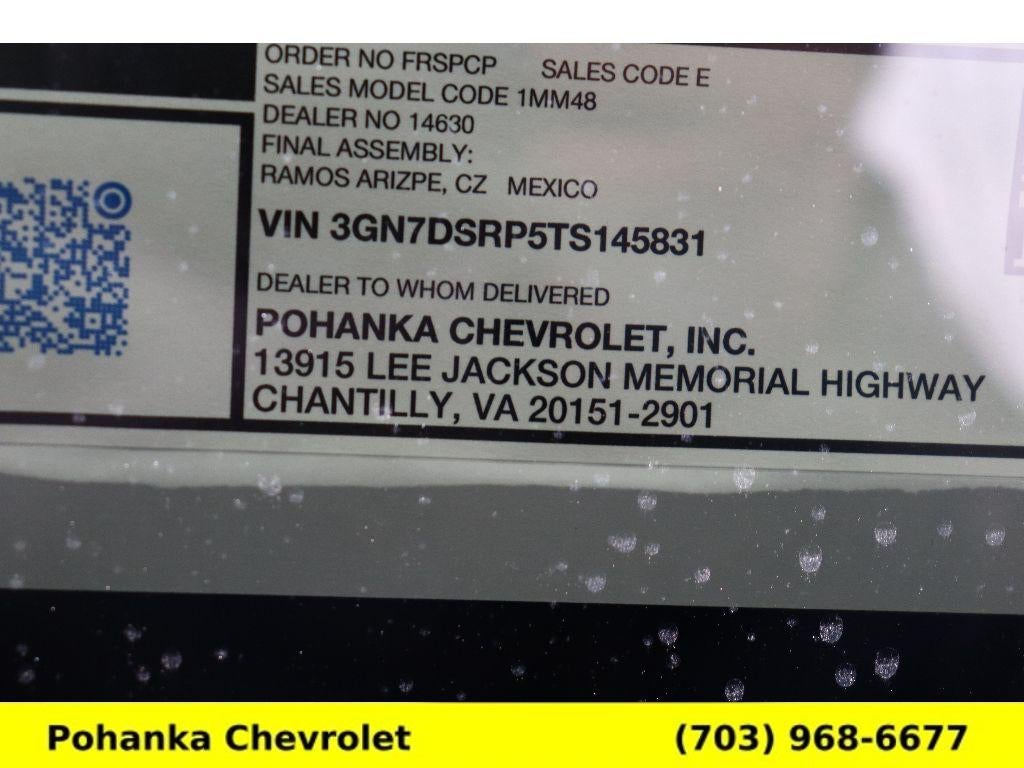 ORDER NO FRSPCP SALES CODE E
SALES MODEL CODE 1MM48
DEALER NO 14630
FINAL ASSEMBLY:
RAMOS ARIZPE, CZ MEXICO
VIN 3GN7DSRP5TS145831
DEALER TO WHOM DELIVERED
POHANKA CHEVROLET, INC.
13915 LEE JACKSON MEMORIAL HIGHWAY
CHANTILLY, VA 20151-2901
Pohanka Chevrolet (703) 968-6677